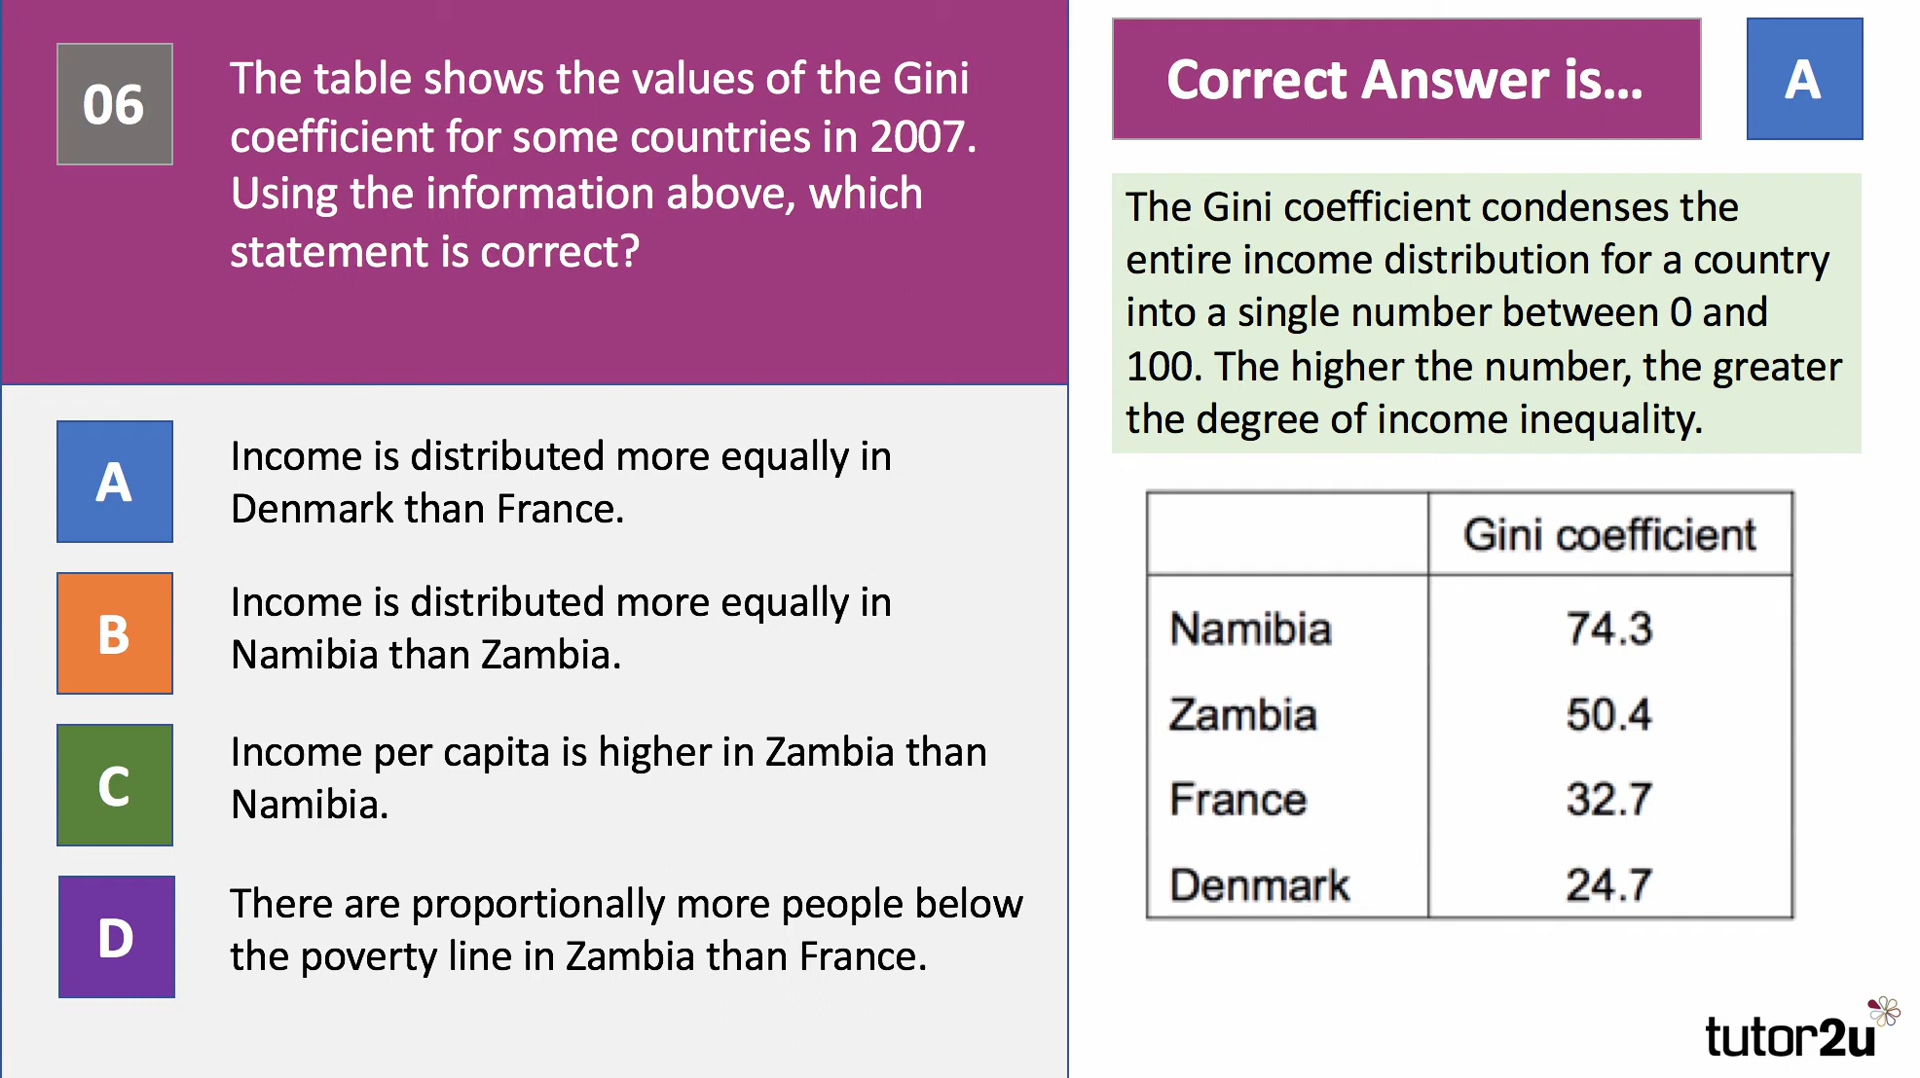 06
The table shows the values of the Gini
coefficient for some countries in 2007.
Using the information above, which
statement is correct?
A
Income is distributed more equally in
Denmark than France.
B
Income is distributed more equally in
Namibia than Zambia.
C
Income per capita is higher in Zambia than
Namibia.
D
There are proportionally more people below
the poverty line in Zambia than France.
Correct Answer is...
A
The Gini coefficient condenses the
entire income distribution for a country
into a single number between 0 and
100. The higher the number, the greater
the degree of income inequality.
Gini coefficient
Namibia 74.3
Zambia 50.4
France 32.7
Denmark 24.7
tutor2u